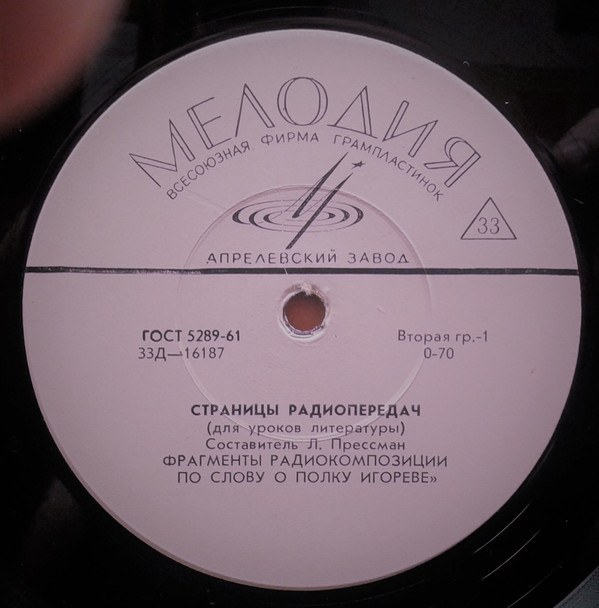 МЕЛОДИЯ
ВСЕСОЮЗНАЯ ФИРМА ГРАМПЛАСТИНОК
33
АПРЕЛЕВСКИЙ ЗАВОД
ГОСТ 5289-61
Вторая гр.-1
33Д—16187
0-70
СТРАНИЦЫ РАДИОПЕРЕДАЧ
(для уроков литературы)
Составитель Л. Прессман
ФРАГМЕНТЫ РАДИОКОМПОЗИЦИИ
ПО СЛОВУ О ПОЛКУ ИГОРЕВЕ»